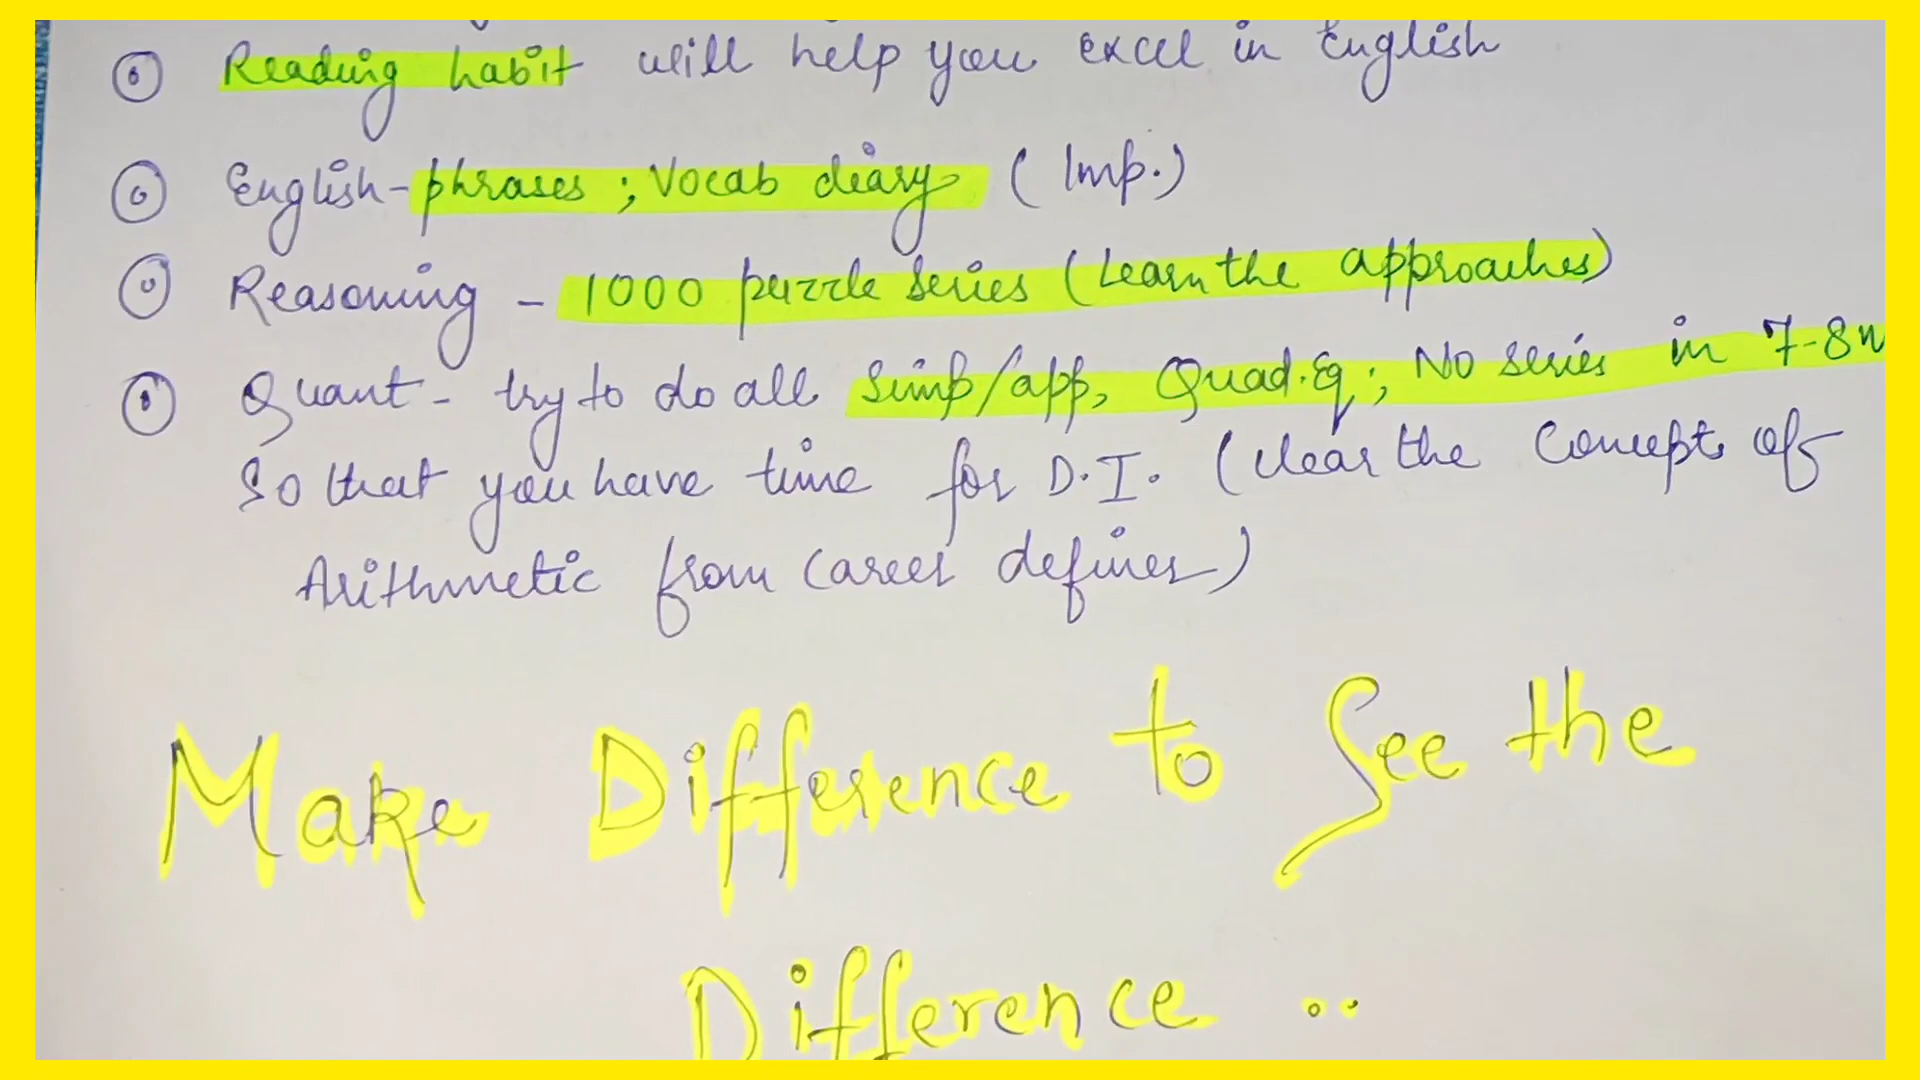 Reading habit will help you excel in English
English - phrases ; Vocab diary (Imp.)
Reasoning - 1000 puzzle series (Learn the approaches)
Quant - try to do all Simp/app, Quad. Eq ; No series in 7-8
So that you have time for D.I. (clear the concepts of
Arithmetic from Career definer)
Make Difference to See the
Difference ..